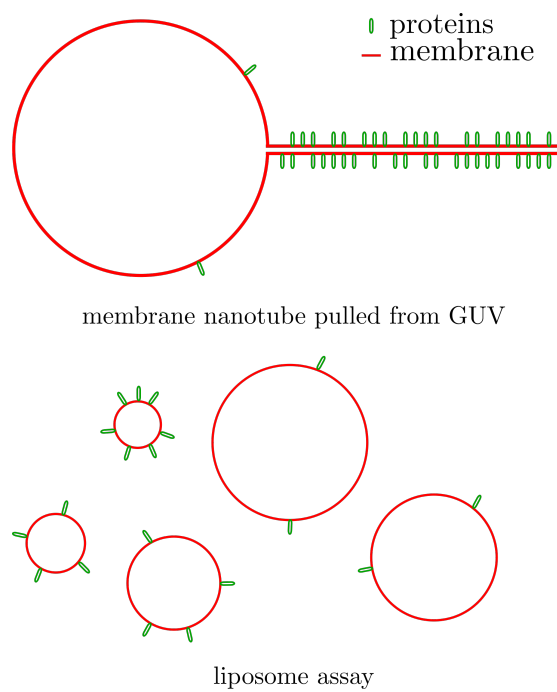 proteins
membrane
membrane nanotube pulled from GUV
liposome assay